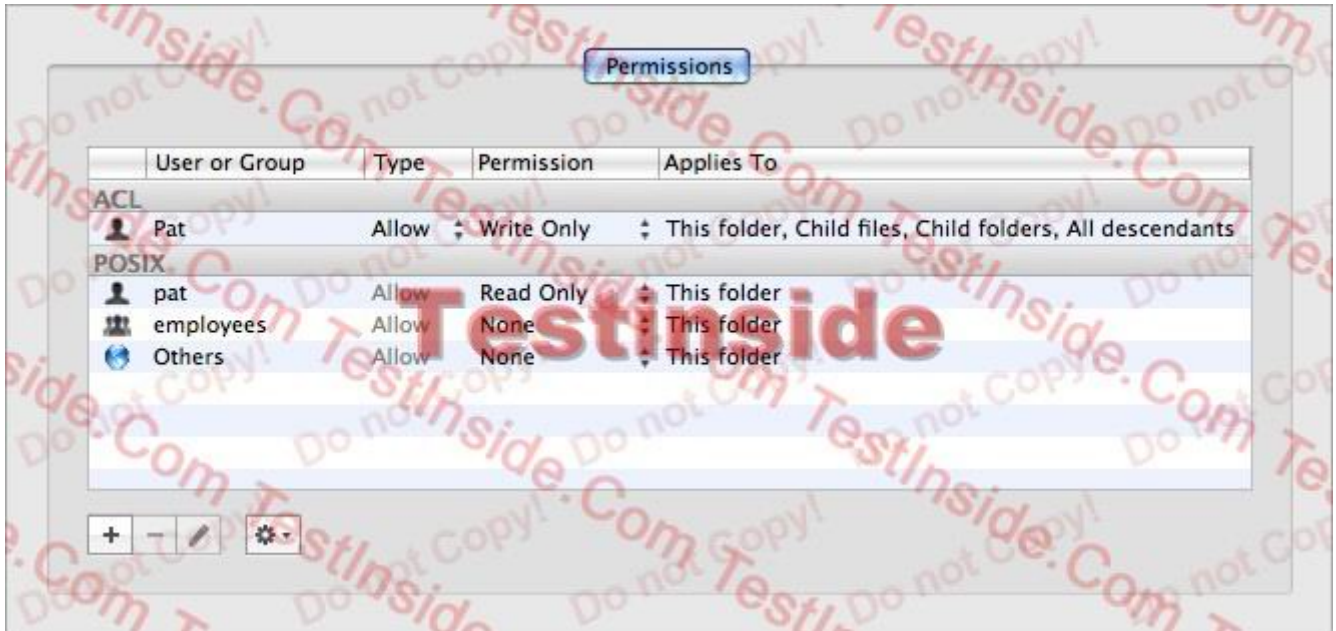 Permissions
User or Group Type Permission Applies To
ACL
Pat Allow Write Only This folder, Child files, Child folders, All descendants
POSIX
pat Allow Read Only This folder
employees Allow None This folder
Others Allow None This folder
TestInside
TestInside.Com
Do not Copy!